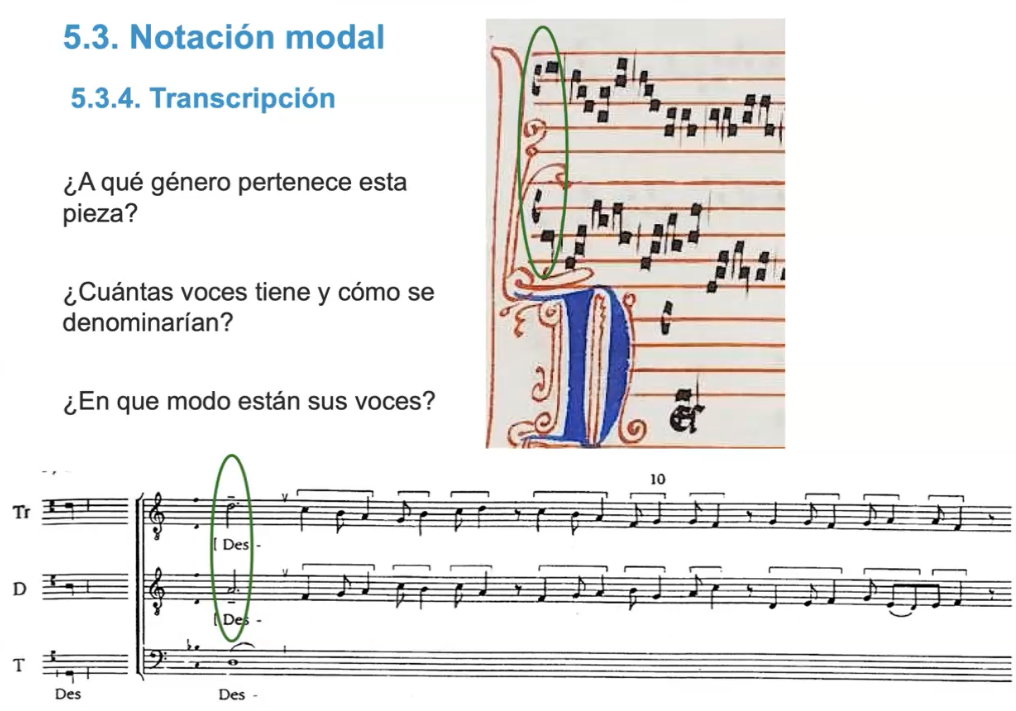 5.3. Notación modal
5.3.4. Transcripción
¿A qué género pertenece esta
pieza?
¿Cuántas voces tiene y cómo se
denominarían?
¿En que modo están sus voces?
10
Tr
[ Des -
D
[ Des -
T
Des
Des -